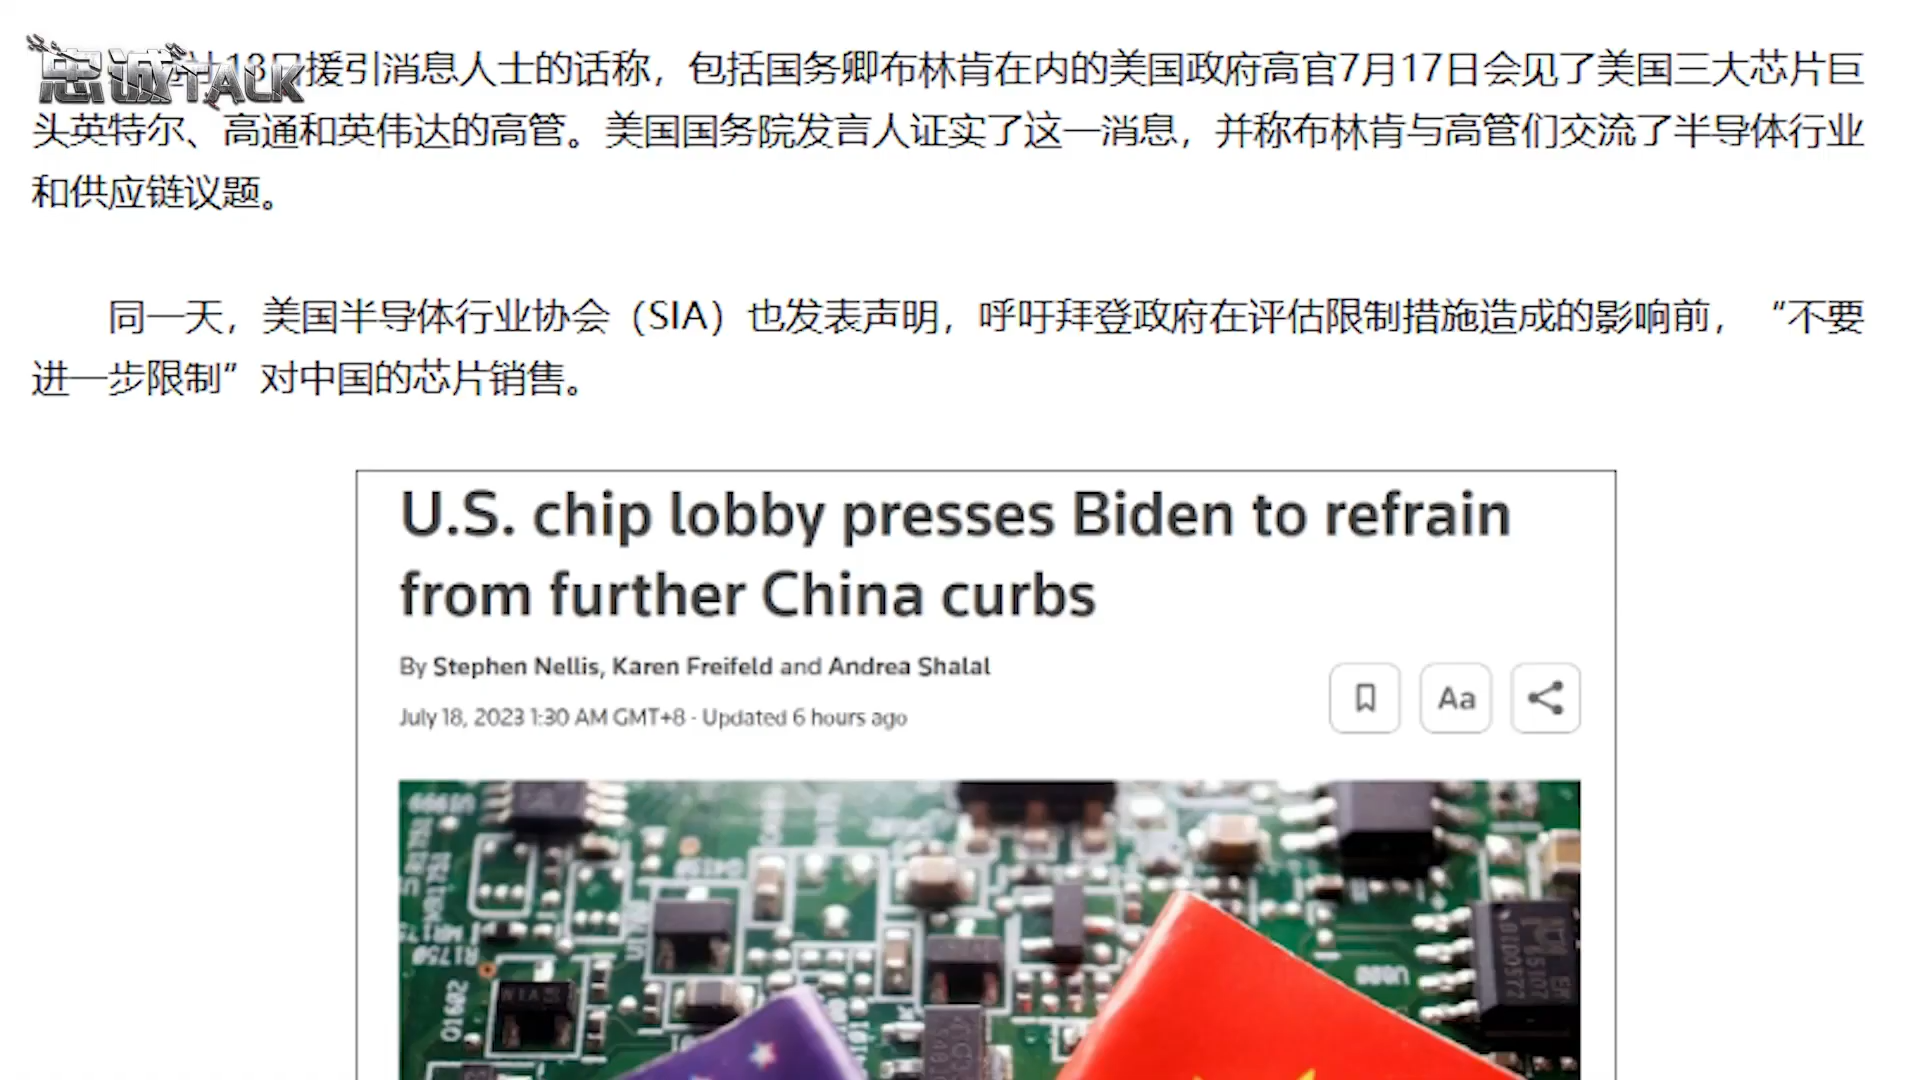 忠诚TALK
18日援引消息人士的话称，包括国务卿布林肯在内的美国政府高官7月17日会见了美国三大芯片巨
头英特尔、高通和英伟达的高管。美国国务院发言人证实了这一消息，并称布林肯与高管们交流了半导体行业
和供应链议题。
同一天，美国半导体行业协会（SIA）也发表声明，呼吁拜登政府在评估限制措施造成的影响前，“不要
进一步限制”对中国的芯片销售。
U.S. chip lobby presses Biden to refrain
from further China curbs
By Stephen Nellis, Karen Freifeld and Andrea Shalal
July 18, 2023 1:30 AM GMT+8 · Updated 6 hours ago
Aa
R1750
O1602